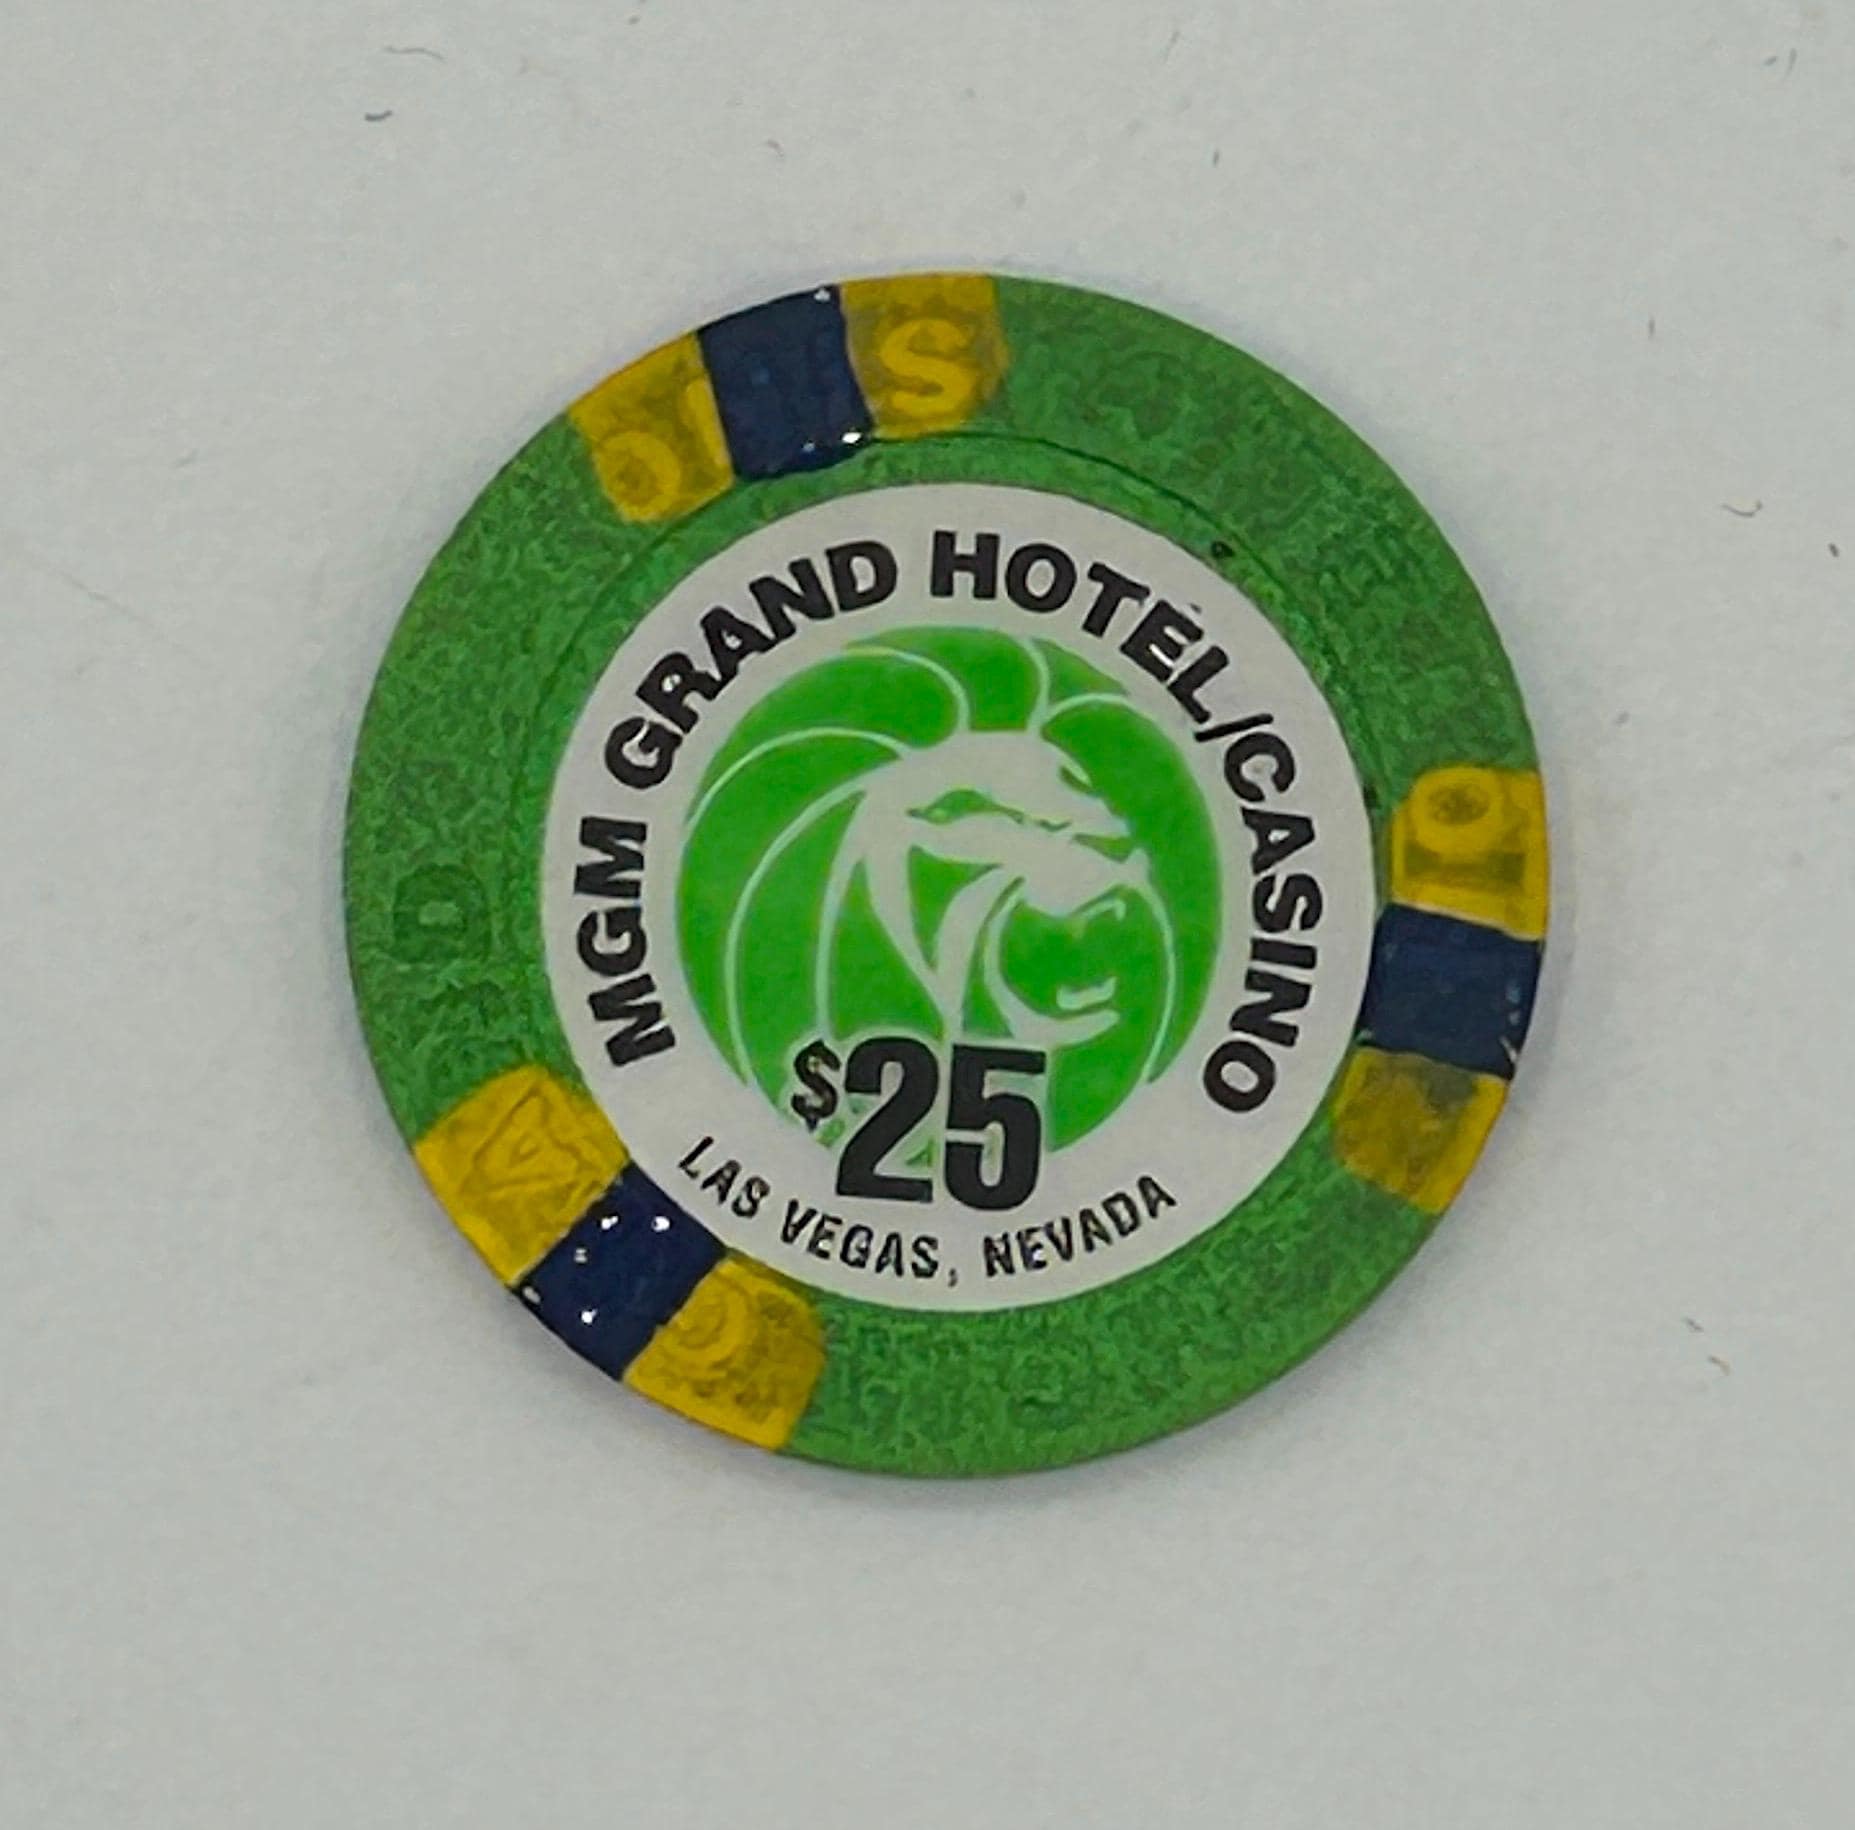 MGM GRAND HOTEL/CASINO
$25
LAS VEGAS, NEVADA